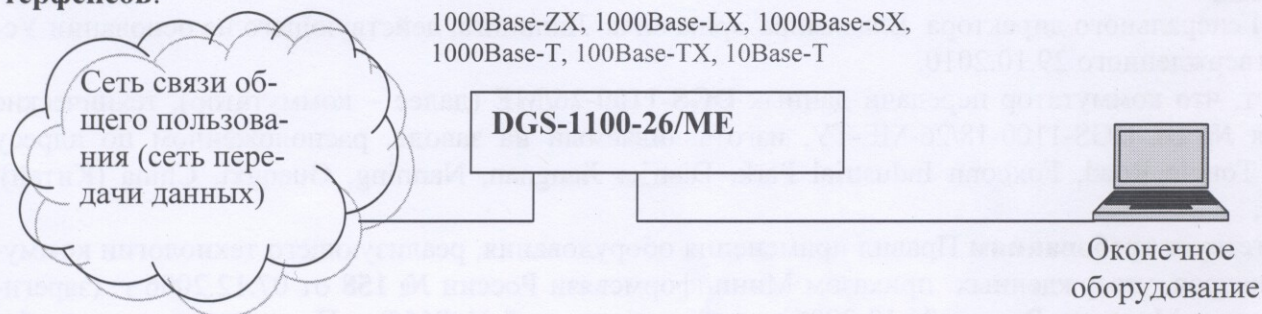 терфейсов:
1000Base-ZX, 1000Base-LX, 1000Base-SX,
1000Base-T, 100Base-TX, 10Base-T
Сеть связи об-
щего пользова-
ния (сеть пере-
дачи данных)
DGS-1100-26/ME
Оконечное
оборудование